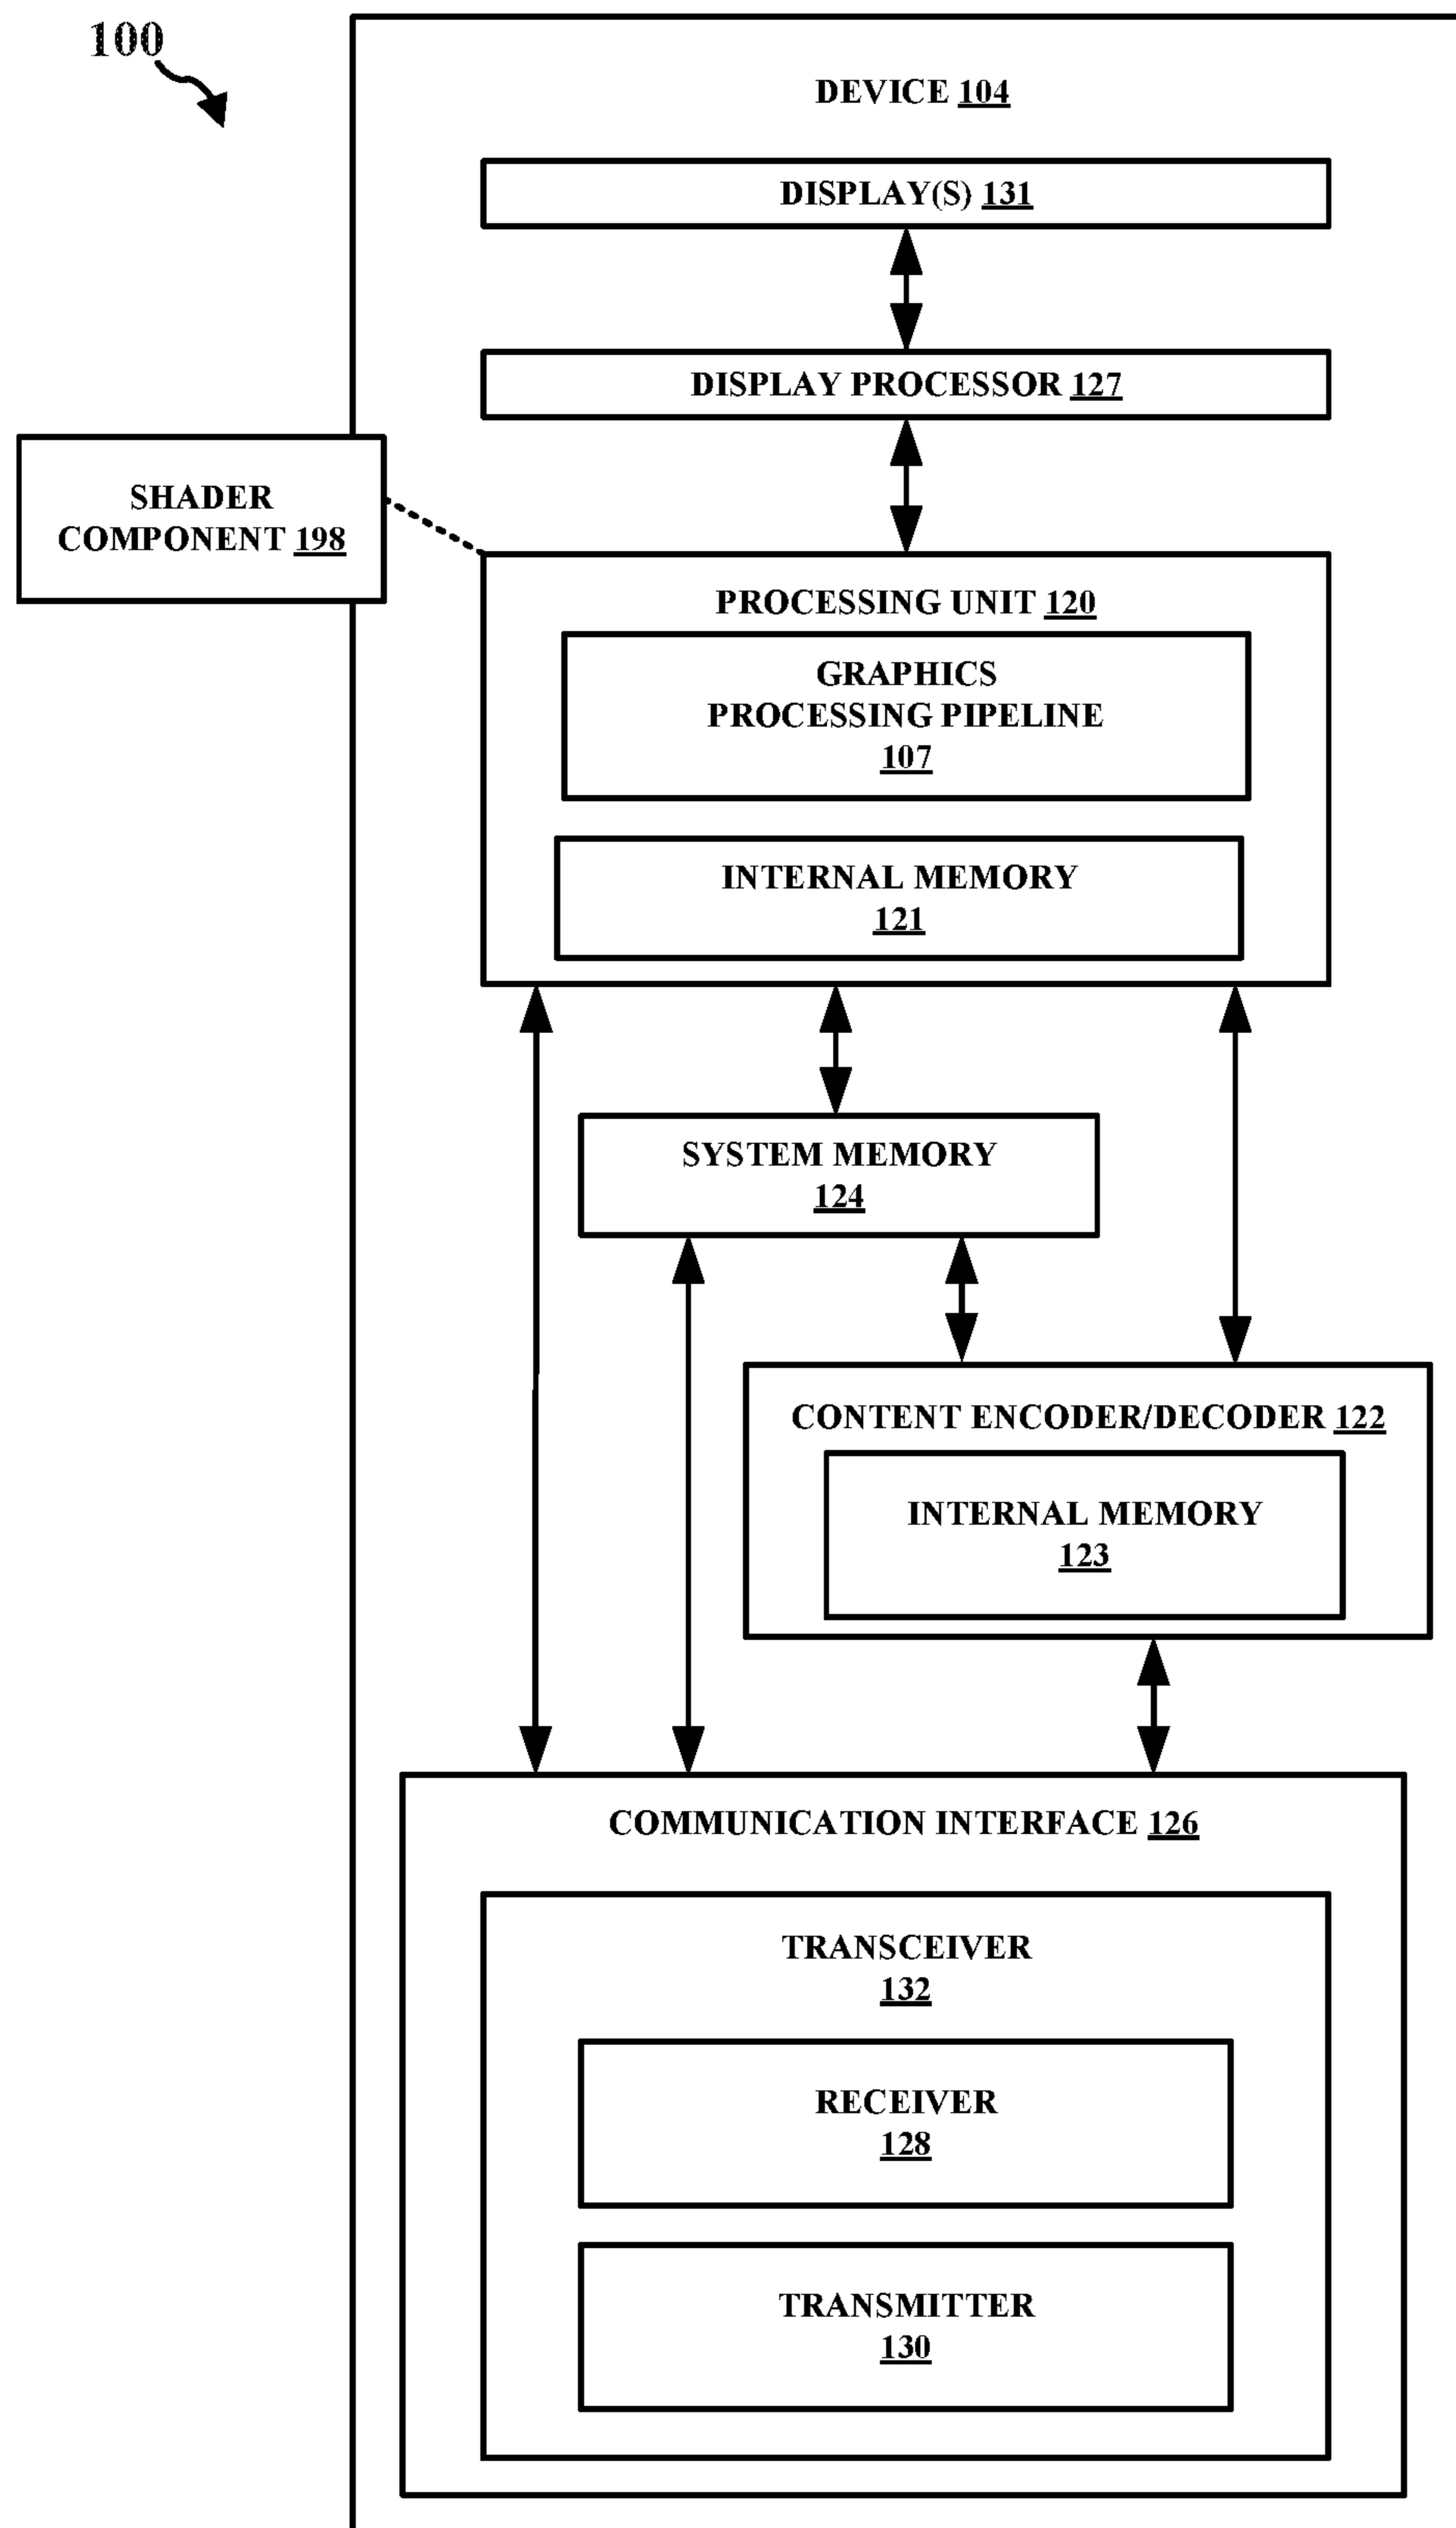 100
DEVICE 104
DISPLAY(S) 131
DISPLAY PROCESSOR 127
SHADER
COMPONENT 198
PROCESSING UNIT 120
GRAPHICS
PROCESSING PIPELINE
107
INTERNAL MEMORY
121
SYSTEM MEMORY
124
CONTENT ENCODER/DECODER 122
INTERNAL MEMORY
123
COMMUNICATION INTERFACE 126
TRANSCEIVER
132
RECEIVER
128
TRANSMITTER
130